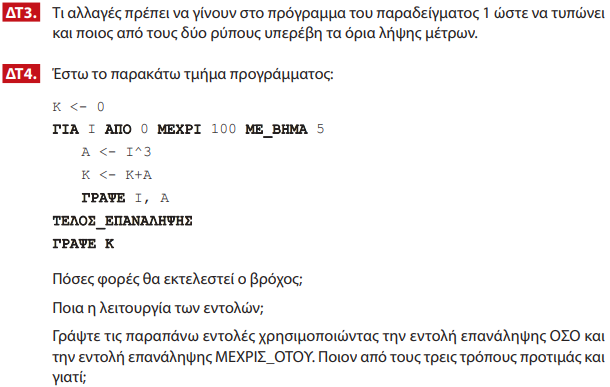 ΔΤ3. Τι αλλαγές πρέπει να γίνουν στο πρόγραμμα του παραδείγματος 1 ώστε να τυπώνει
και ποιος από τους δύο ρύπους υπερέβη τα όρια λήψης μέτρων.
ΔΤ4. Έστω το παρακάτω τμήμα προγράμματος:
K <- 0
ΓΙΑ I ΑΠΟ 0 ΜΕΧΡΙ 100 ΜΕ_ΒΗΜΑ 5
A <- I^3
K <- K+A
ΓΡΑΨΕ I, A
ΤΕΛΟΣ_ΕΠΑΝΑΛΗΨΗΣ
ΓΡΑΨΕ K
Πόσες φορές θα εκτελεστεί ο βρόχος;
Ποια η λειτουργία των εντολών;
Γράψτε τις παραπάνω εντολές χρησιμοποιώντας την εντολή επανάληψης ΟΣΟ και
την εντολή επανάληψης ΜΕΧΡΙΣ_ΟΤΟΥ. Ποιον από τους τρεις τρόπους προτιμάς και
γιατί;